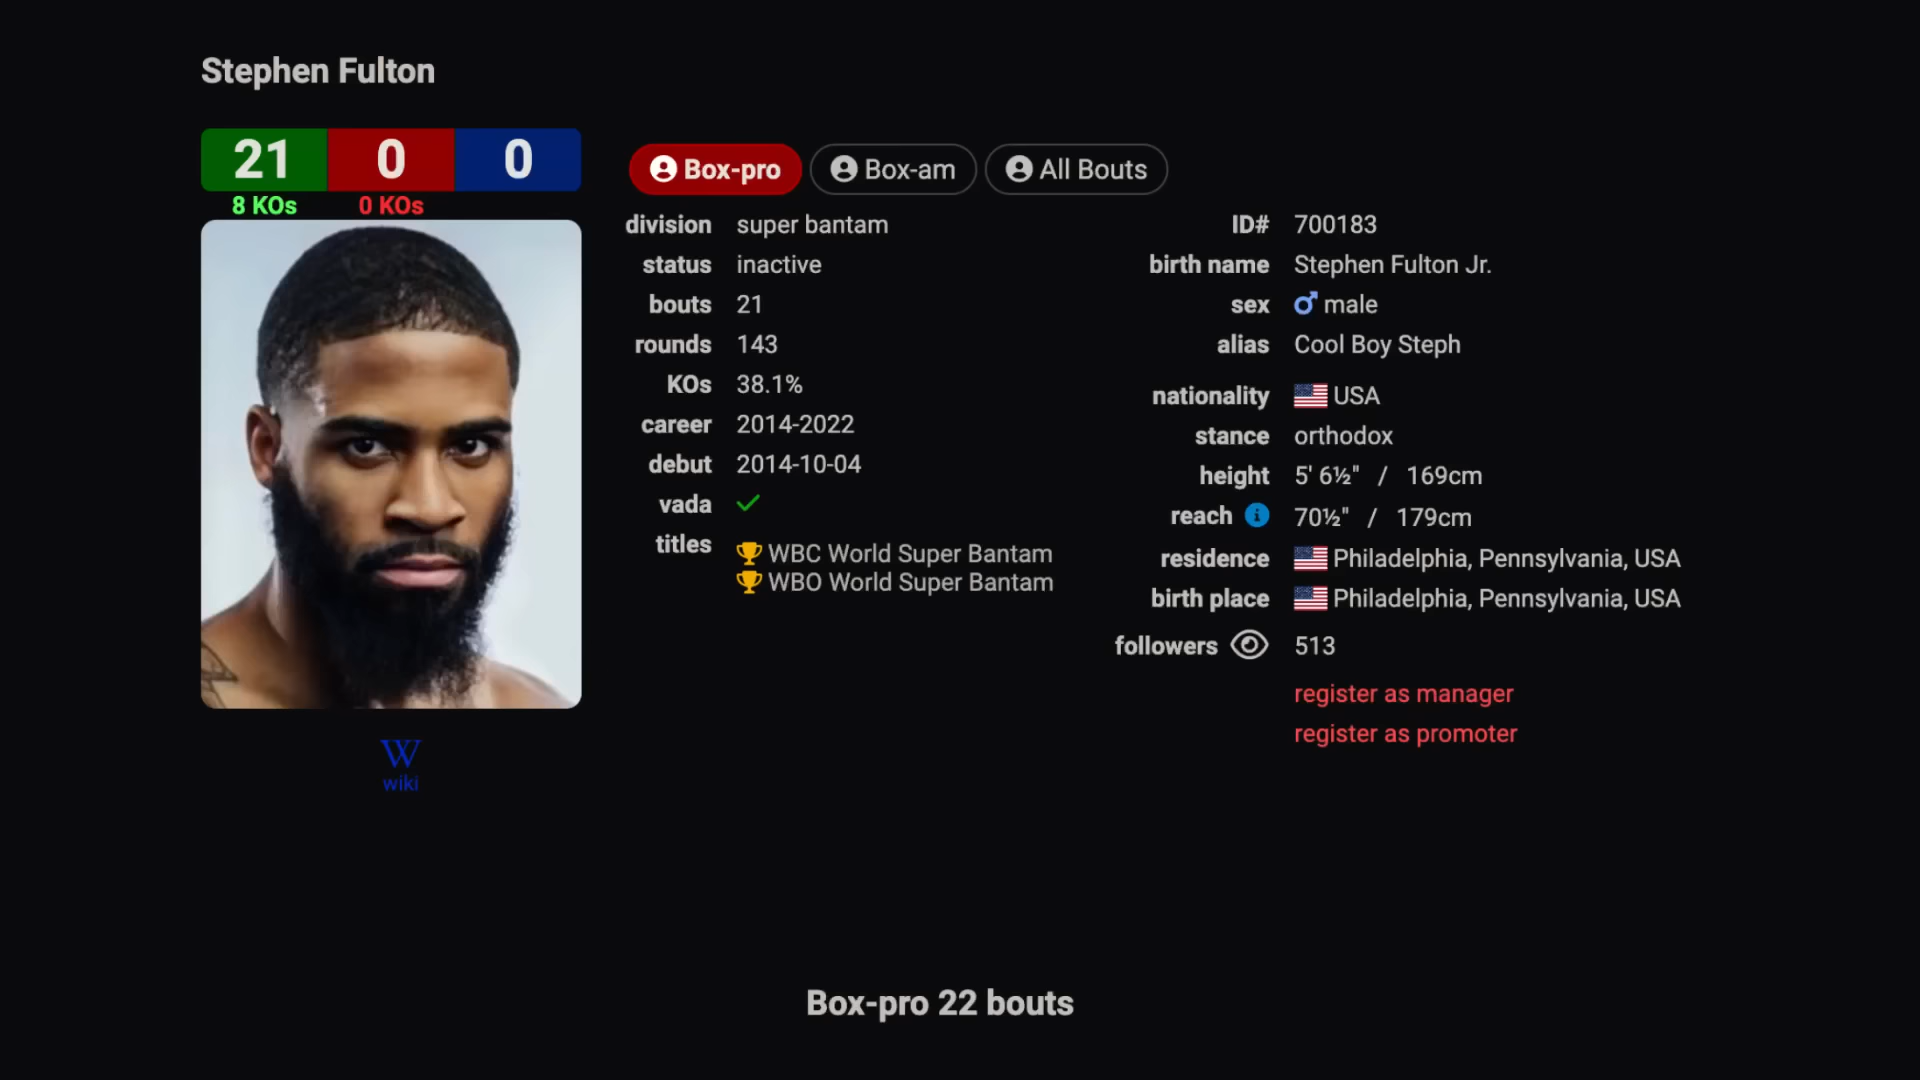 Stephen Fulton
21 0 0
8 KOs 0 KOs
Box-pro Box-am All Bouts
division super bantam
status inactive
bouts 21
rounds 143
KOs 38.1%
career 2014-2022
debut 2014-10-04
vada
titles WBC World Super Bantam
WBO World Super Bantam
ID# 700183
birth name Stephen Fulton Jr.
sex male
alias Cool Boy Steph
nationality USA
stance orthodox
height 5' 6½" / 169cm
reach i 70½" / 179cm
residence Philadelphia, Pennsylvania, USA
birth place Philadelphia, Pennsylvania, USA
followers 513
register as manager
register as promoter
W
wiki
Box-pro 22 bouts